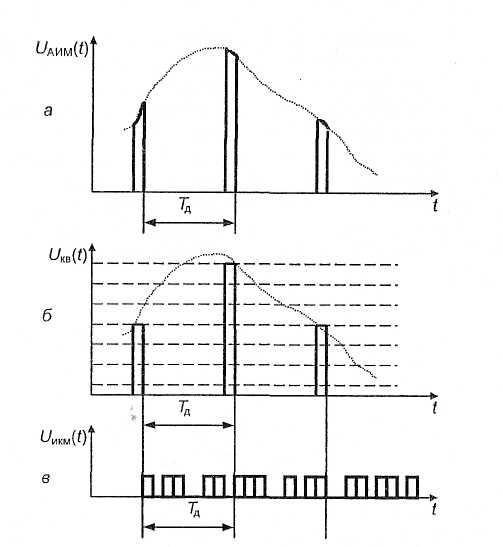 U_АИМ(t)
а
T_д
t
U_кв(t)
б
T_д
t
U_икм(t)
в
T_д
t